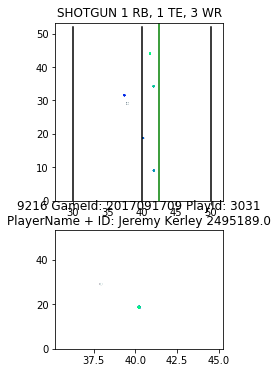 SHOTGUN 1 RB, 1 TE, 3 WR
50
40
30
20
10
0
30 35 40 45 50
9216 GameId: 2017091709 PlayId: 3031
PlayerName + ID: Jeremy Kerley 2495189.0
40
20
0
37.5 40.0 42.5 45.0